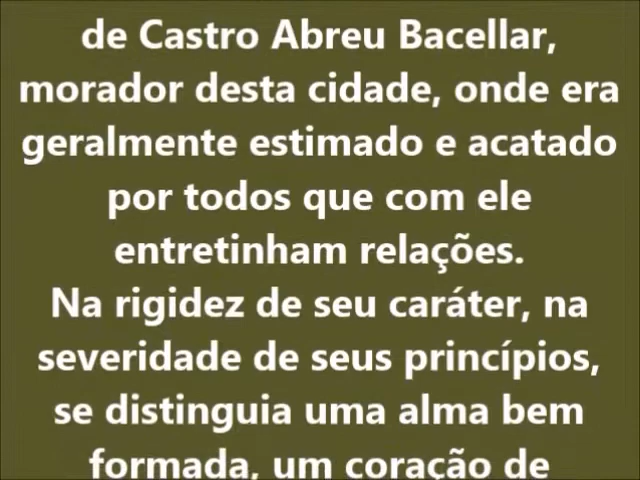 de Castro Abreu Bacellar,
morador desta cidade, onde era
geralmente estimado e acatado
por todos que com ele
entretinham relações.
Na rigidez de seu caráter, na
severidade de seus princípios,
se distinguia uma alma bem
formada, um coração de